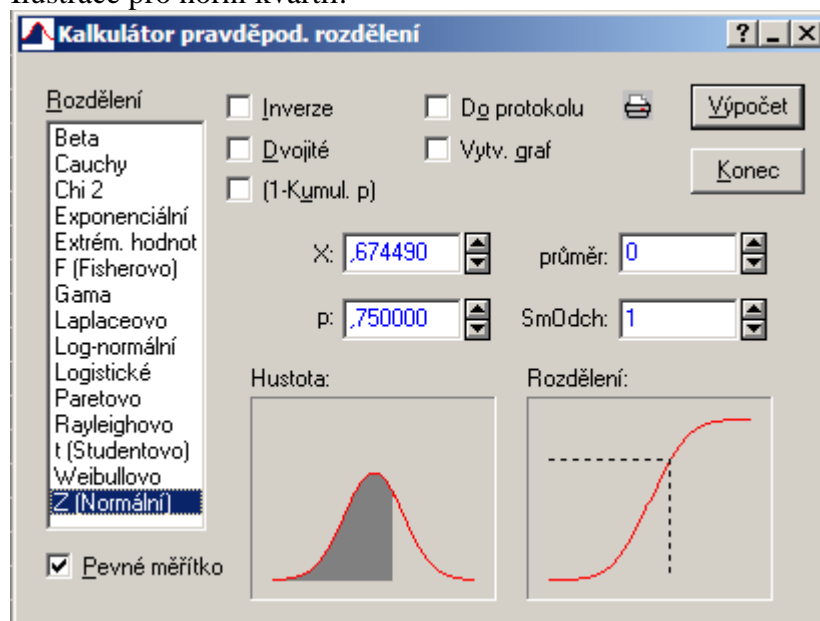 Ilustrace pro horní kvartil:
Kalkulátor pravděpod. rozdělení
Rozdělení
Inverze
Do protokolu
Výpočet
Dvojité
Vytv. graf
Konec
(1-Kumul. p)
Beta
Cauchy
Chi 2
Exponenciální
Extrém. hodnot
F (Fisherovo)
Gama
Laplaceovo
Log-normální
Logistické
Paretovo
Rayleighovo
t (Studentovo)
Weibullovo
Z (Normální)
X: ,674490
průměr: 0
p: ,750000
SmOdch: 1
Hustota:
Rozdělení:
Pevné měřítko